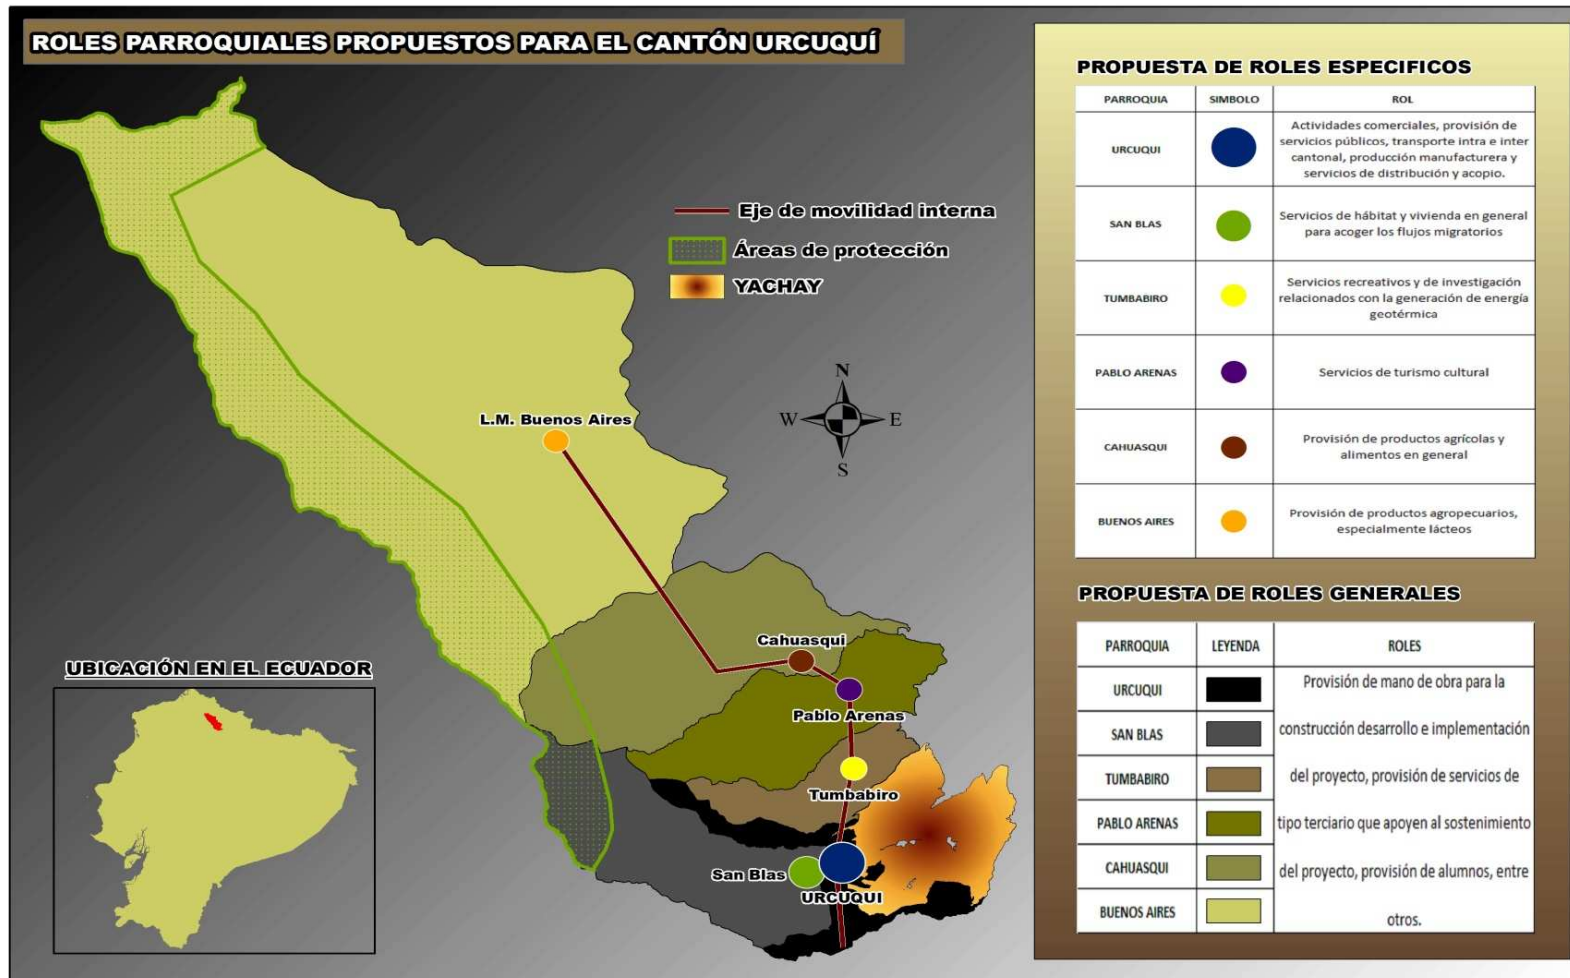 ROLES PARROQUIALES PROPUESTOS PARA EL CANTÓN URCUQUÍ
Eje de movilidad interna
Áreas de protección
YACHAY
N
W
E
S
L.M. Buenos Aires
Cahuasqui
Pablo Arenas
Tumbabiro
San Blas
URCUQUI
UBICACIÓN EN EL ECUADOR
PROPUESTA DE ROLES ESPECIFICOS
PARROQUIA SIMBOLO ROL
URCUQUI
Actividades comerciales, provisión de
servicios públicos, transporte intra e inter
cantonal, producción manufacturera y
servicios de distribución y acopio.
SAN BLAS
Servicios de hábitat y vivienda en general
para acoger los flujos migratorios
TUMBABIRO
Servicios recreativos y de investigación
relacionados con la generación de energía
geotérmica
PABLO ARENAS
Servicios de turismo cultural
CAHUASQUI
Provisión de productos agrícolas y
alimentos en general
BUENOS AIRES
Provisión de productos agropecuarios,
especialmente lácteos
PROPUESTA DE ROLES GENERALES
PARROQUIA LEYENDA ROLES
URCUQUI
SAN BLAS
TUMBABIRO
PABLO ARENAS
CAHUASQUI
BUENOS AIRES
Provisión de mano de obra para la
construcción desarrollo e implementación
del proyecto, provisión de servicios de
tipo terciario que apoyen al sostenimiento
del proyecto, provisión de alumnos, entre
otros.